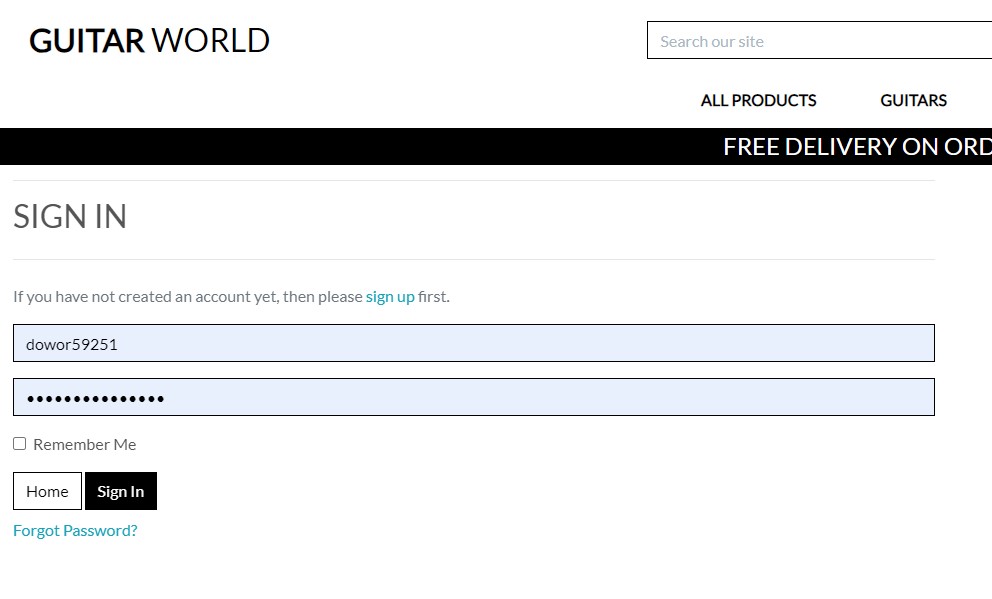 GUITAR WORLD
Search our site
ALL PRODUCTS GUITARS
FREE DELIVERY ON ORD
SIGN IN
If you have not created an account yet, then please sign up first.
dowor59251
•••••••••••••••
Remember Me
Home Sign In
Forgot Password?